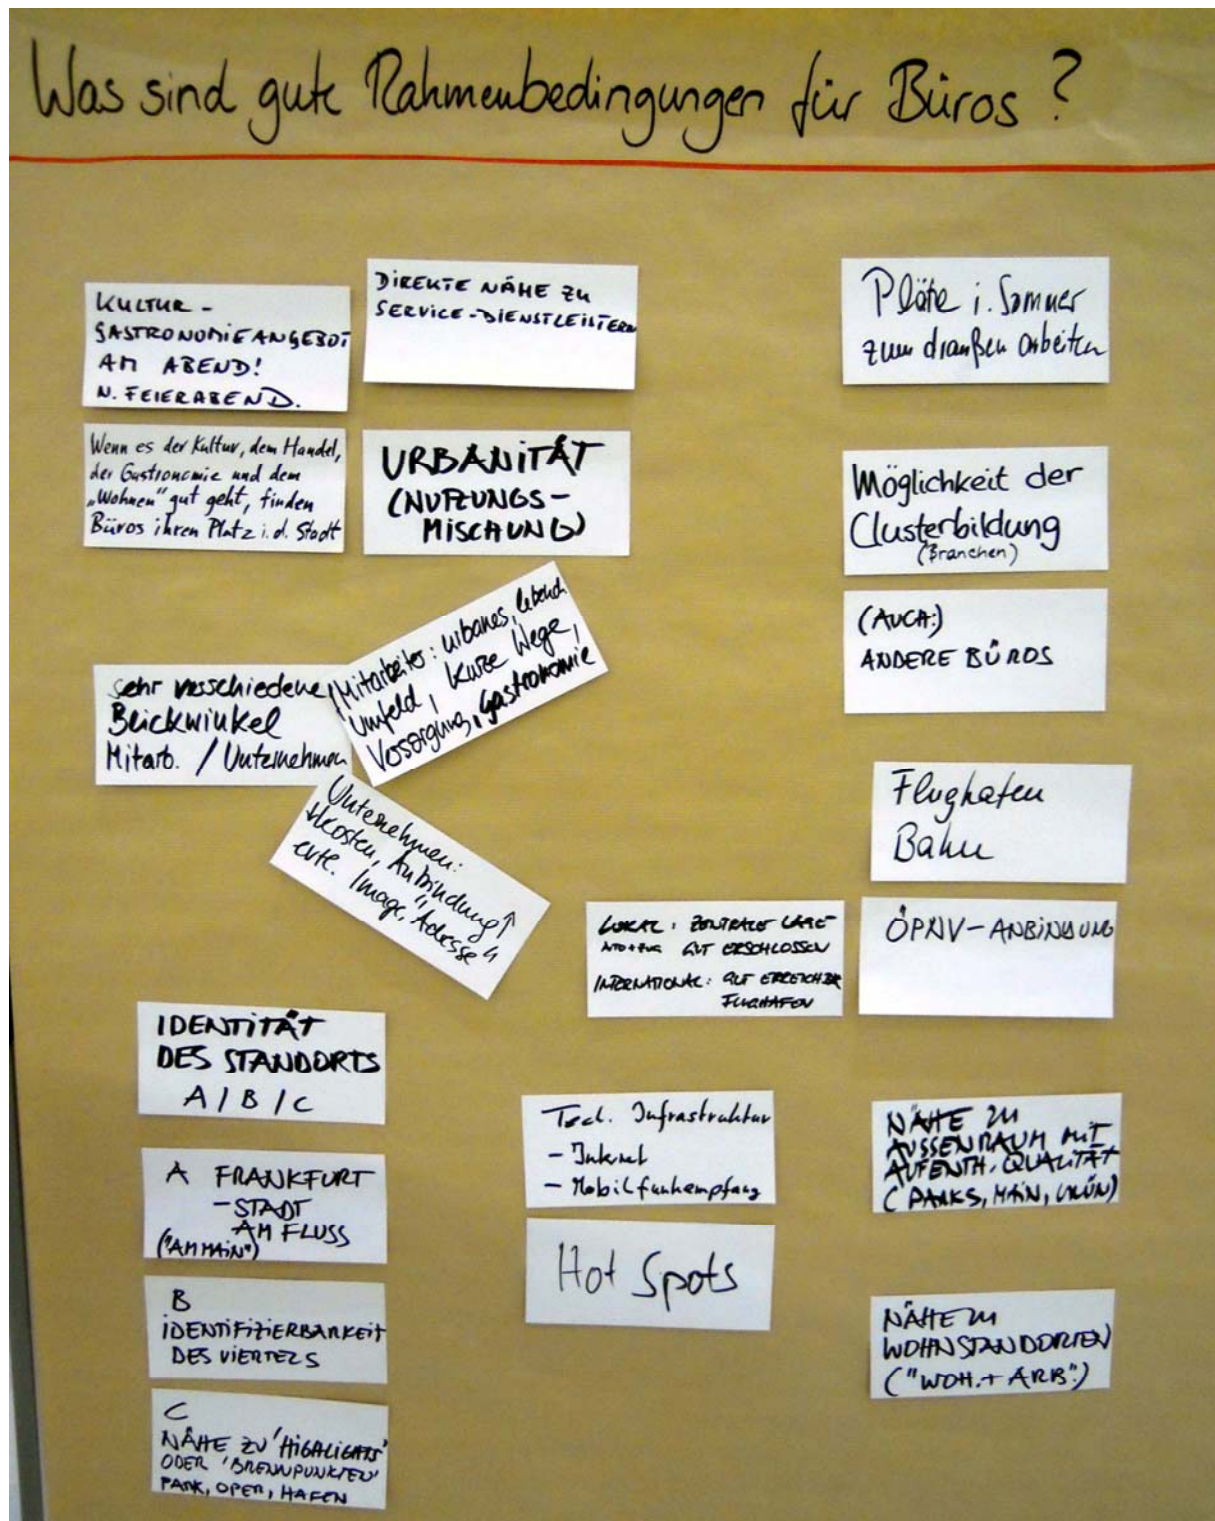 Was sind gute Rahmenbedingungen für Büros?
KULTUR-
GASTRONOMIEANGEBOT
AM ABEND!
N. FEIERABEND.
DIREKTE NÄHE ZU
SERVICE-DIENSTLEISTERN
Plätze i. Sommer
zum draußen arbeiten
Wenn es der Kultur, dem Handel,
der Gastronomie und dem
„Wohnen" gut geht, finden
Büros ihren Platz i. d. Stadt
URBANITÄT
(NUTZUNGS-
MISCHUNG)
Möglichkeit der
Clusterbildung
(Branchen)
(AUCH:)
ANDERE BÜROS
sehr verschiedene
Blickwinkel
Mitarb. / Unternehmen
Mitarbeiter: urbanes, lebend.
Umfeld, kurze Wege,
Versorgung, Gastronomie
Unternehmen:
Kosten, Anbindung ↑
evtl. Image, „Adresse"
Flughafen
Bahn
LOKAL: ZENTRALE LAGE
AUTO + ZUG GUT ERSCHLOSSEN
INTERNATIONAL: GUT ERREICHBAR
FLUGHAFEN
ÖPNV-ANBINDUNG
IDENTITÄT
DES STANDORTS
A / B / C
A FRANKFURT
- STADT
AM FLUSS
("AM MAIN")
B
IDENTIFIZIERBARKEIT
DES VIERTELS
C
NÄHE ZU 'HIGHLIGHTS'
ODER 'BRENNPUNKTEN'
PARK, OPER, HAFEN
Tech. Infrastruktur
- Internet
- Mobilfunkempfang
Hot Spots
NÄHE ZU
AUSSENRAUM MIT
AUFENTH. QUALITÄT
(PARKS, MAIN, GRÜN)
NÄHE ZU
WOHNSTANDORTEN
("WOH. + ARB.")